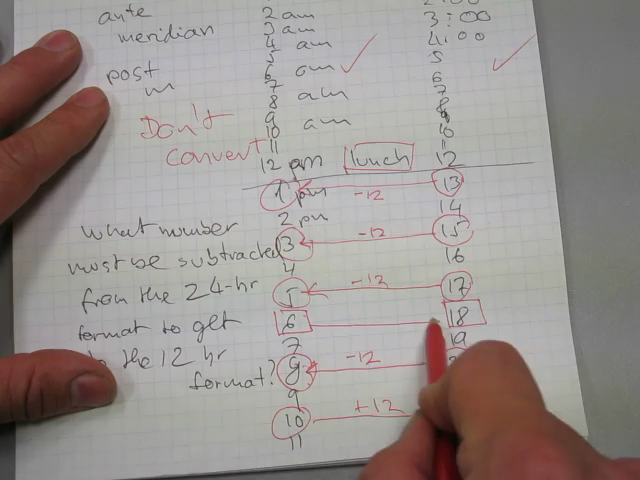 ante
meridian
post
m
Don't
convert
what number
must be subtracted
from the 24-hr
format to get
to the 12 hr
format?
2 am
3 am
4 am
5
6 am
7
8 am
9
10 am
11
12 pm lunch
1 pm
2 pm
3
4
5
6
7
8
9
10
11
3:00
4:00
5
6
7
8
9
10
11
12
13
14
15
16
17
18
19
-12
-12
-12
-12
+12